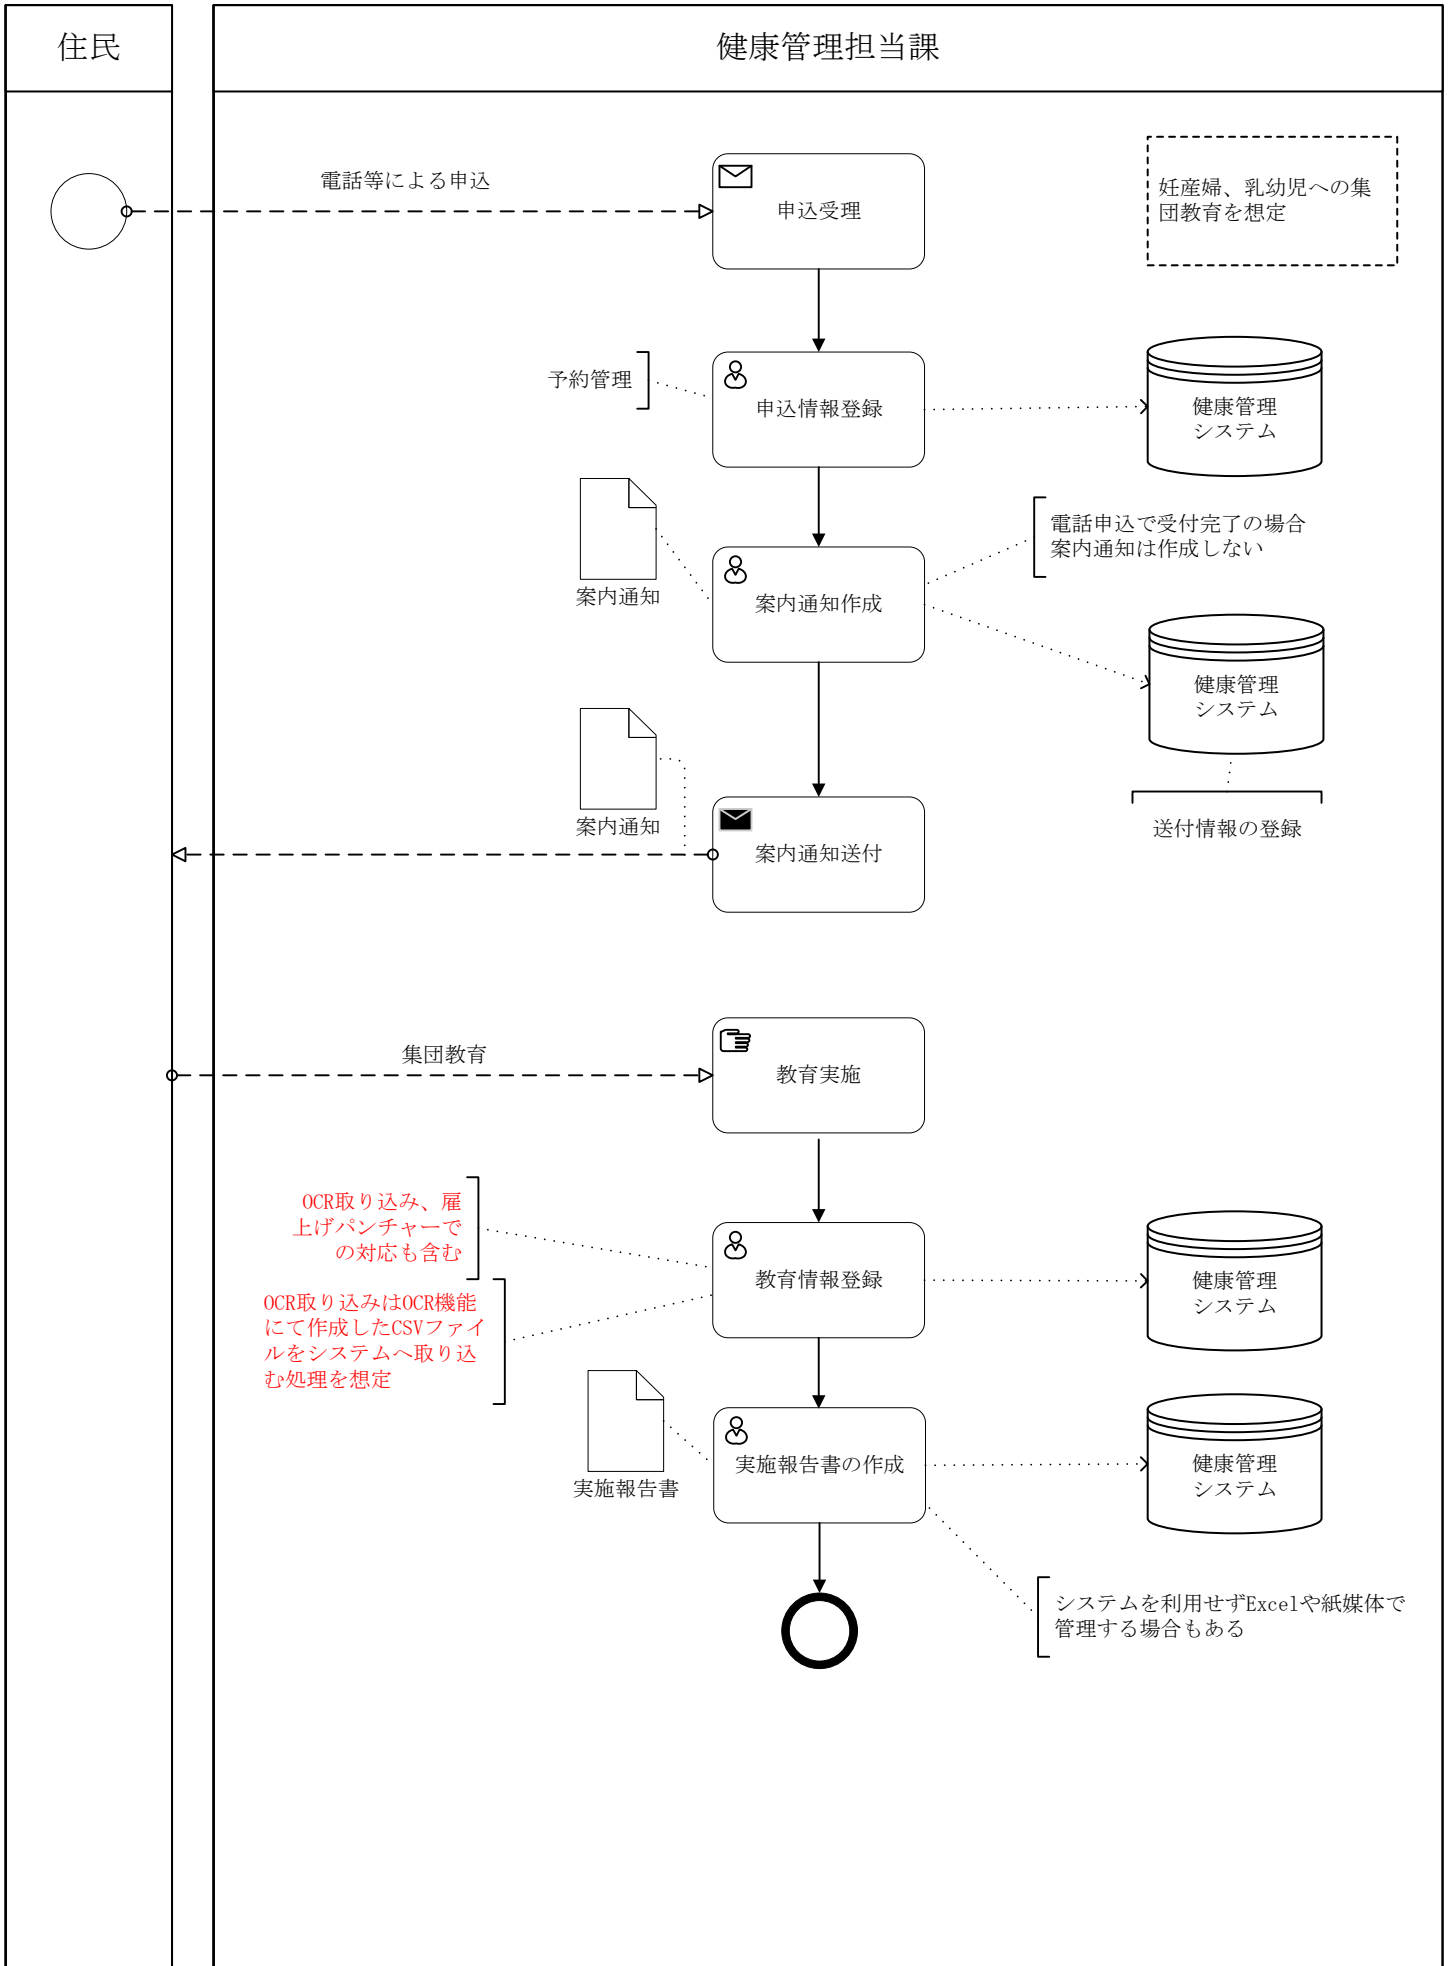 住民
健康管理担当課
電話等による申込
申込受理
妊産婦、乳幼児への集
団教育を想定
予約管理
申込情報登録
健康管理
システム
案内通知
案内通知作成
電話申込で受付完了の場合
案内通知は作成しない
健康管理
システム
送付情報の登録
案内通知
案内通知送付
集団教育
教育実施
OCR取り込み、雇
上げパンチャーで
の対応も含む
OCR取り込みはOCR機能
にて作成したCSVファイ
ルをシステムへ取り込
む処理を想定
教育情報登録
健康管理
システム
実施報告書
実施報告書の作成
健康管理
システム
システムを利用せずExcelや紙媒体で
管理する場合もある